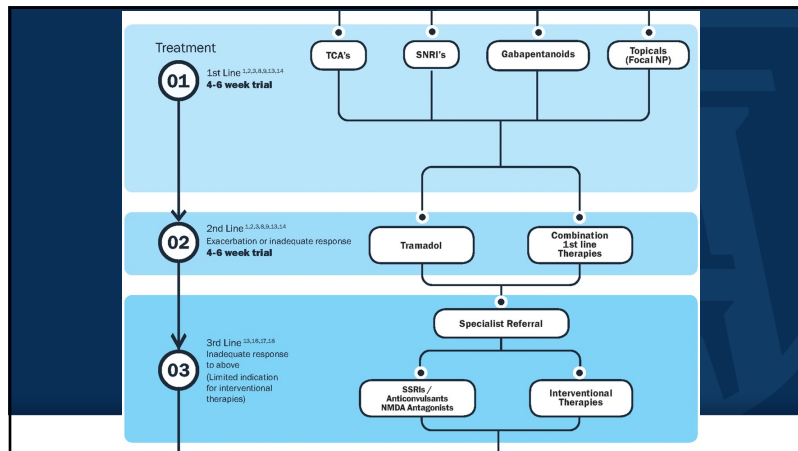 Treatment
01
1st Line 1,2,3,8,9,13,14
4-6 week trial
TCA's
SNRI's
Gabapentanoids
Topicals
(Focal NP)
02
2nd Line 1,2,3,8,9,13,14
Exacerbation or inadequate response
4-6 week trial
Tramadol
Combination
1st line
Therapies
03
3rd Line 13,16,17,18
Inadequate response
to above
(Limited indication
for interventional
therapies)
Specialist Referral
SSRIs /
Anticonvulsants
NMDA Antagonists
Interventional
Therapies